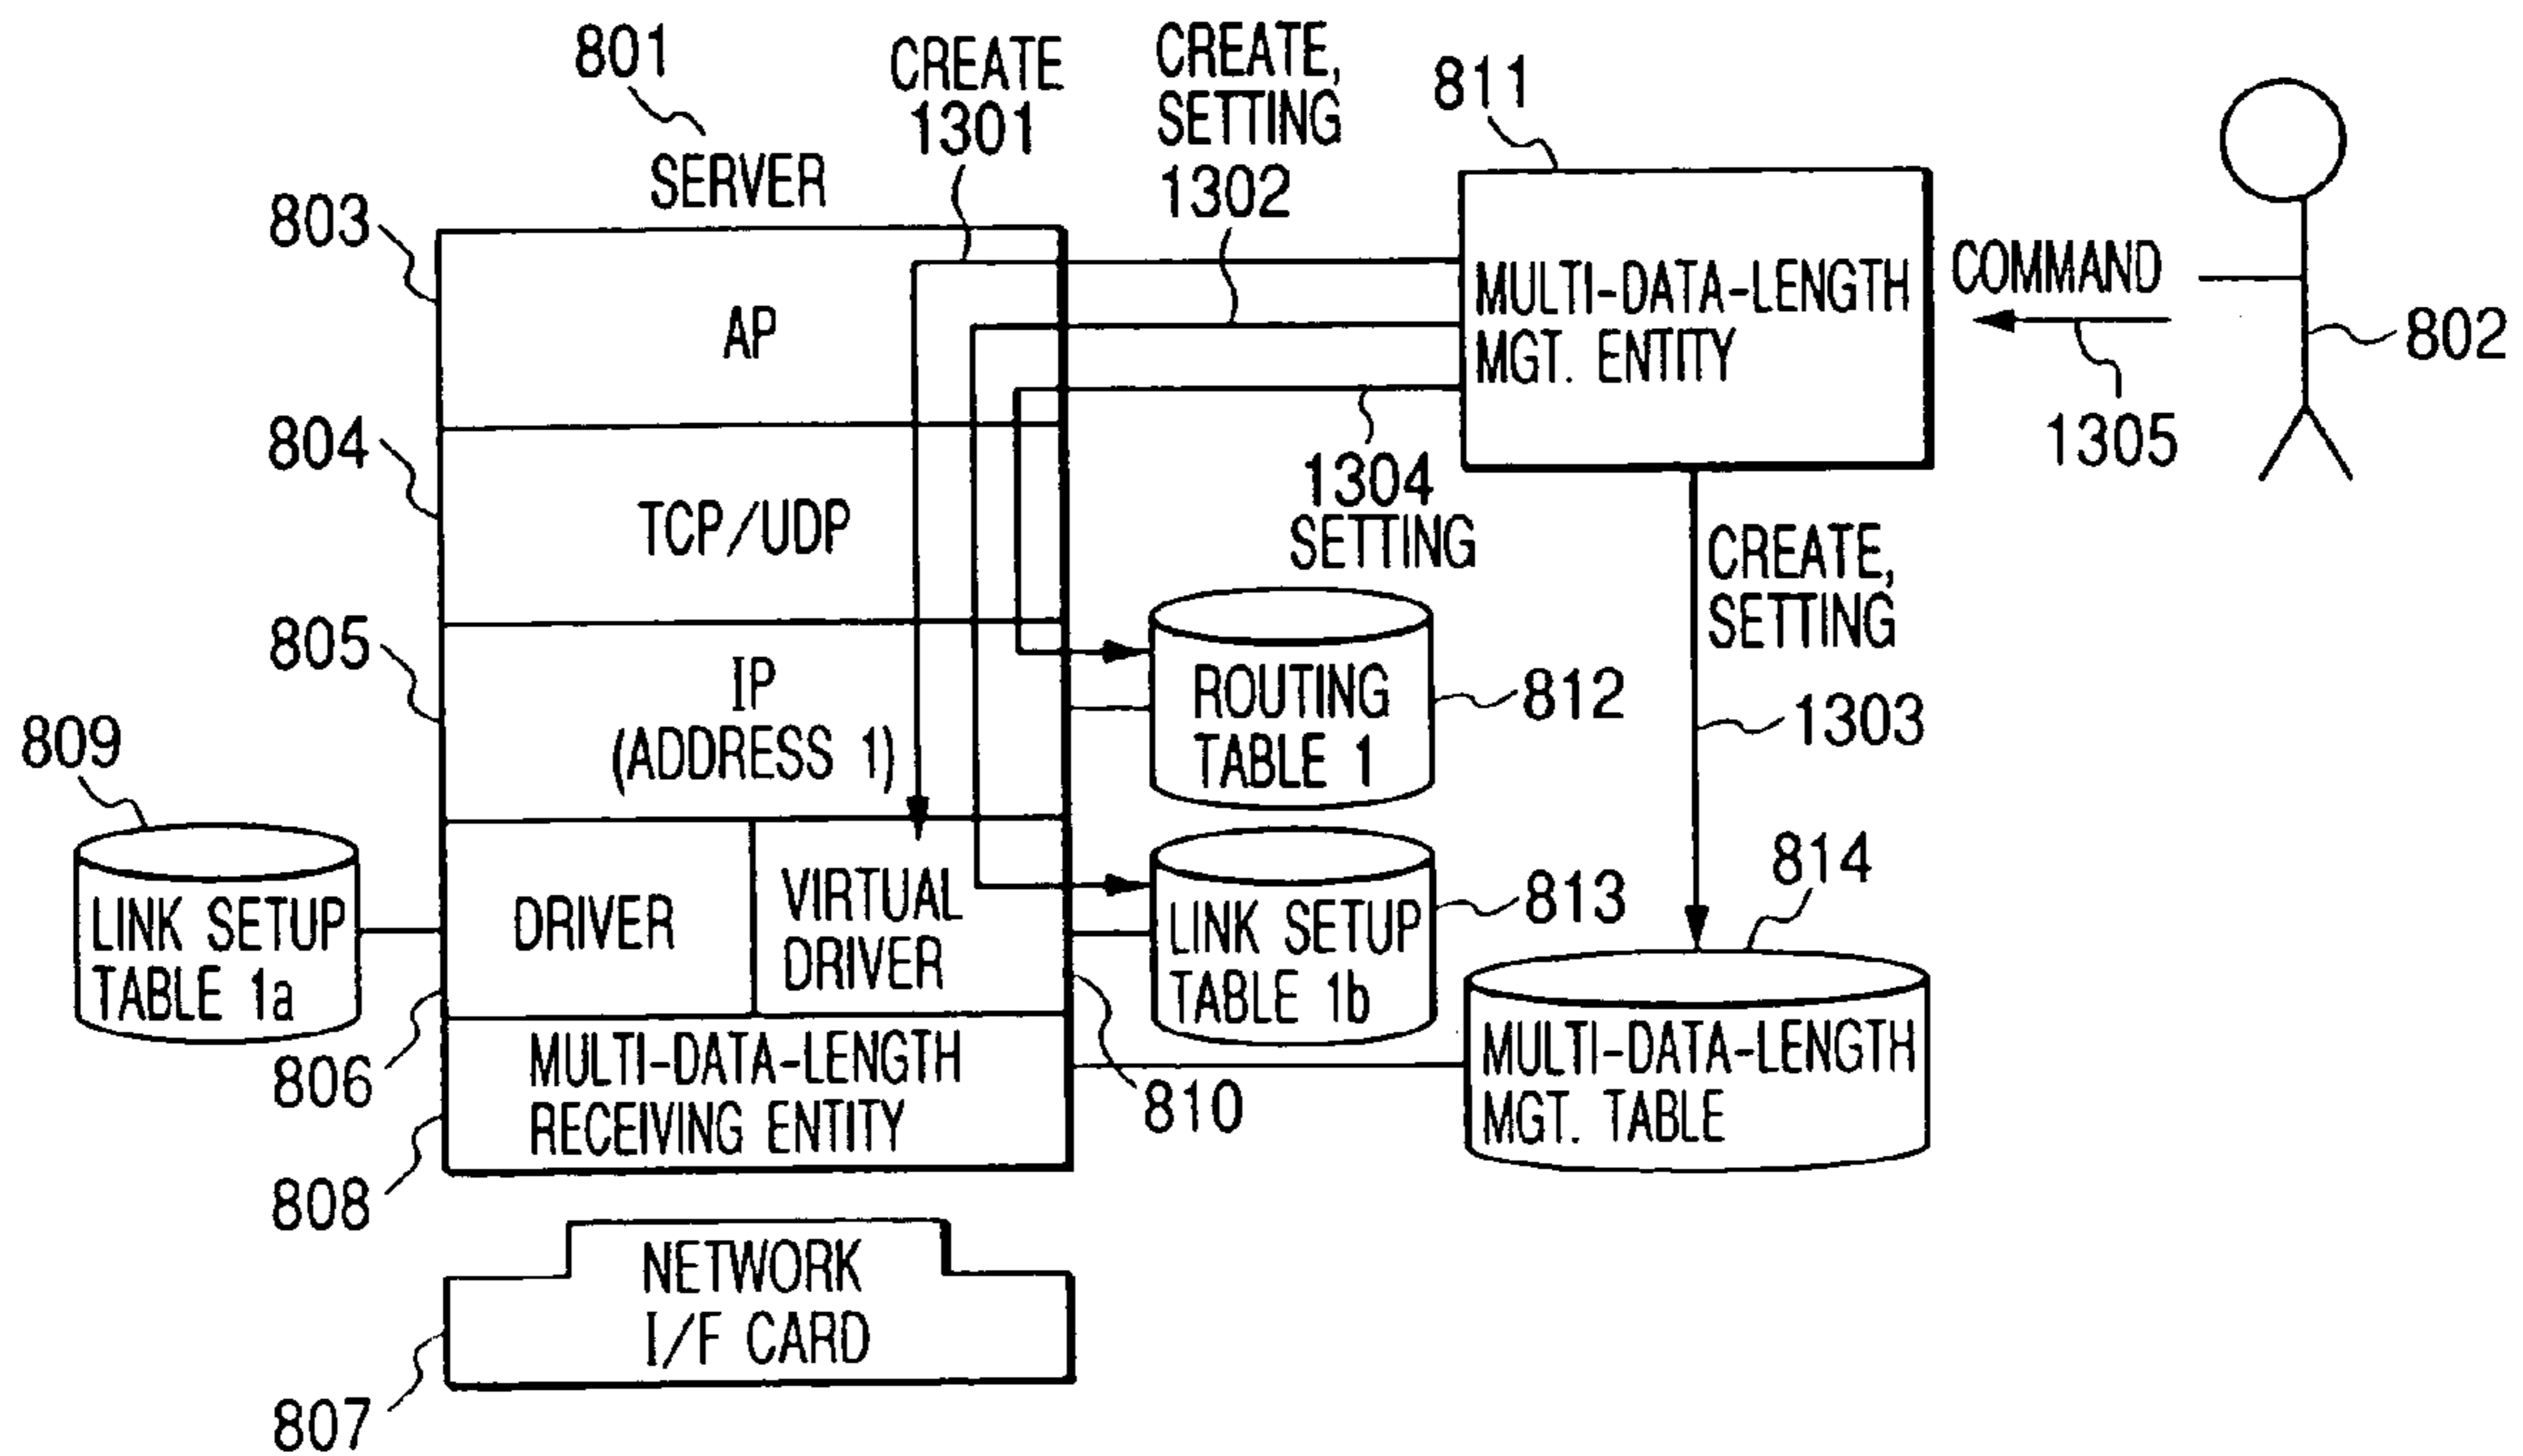 801
SERVER
CREATE
1301
CREATE,
SETTING
1302
811
803
AP
MULTI-DATA-LENGTH
MGT. ENTITY
COMMAND
802
1305
804
TCP/UDP
1304
SETTING
CREATE,
SETTING
805
IP
(ADDRESS 1)
ROUTING
TABLE 1
812
1303
809
LINK SETUP
TABLE 1a
DRIVER
VIRTUAL
DRIVER
LINK SETUP
TABLE 1b
813
814
806
MULTI-DATA-LENGTH
RECEIVING ENTITY
810
MULTI-DATA-LENGTH
MGT. TABLE
808
NETWORK
I/F CARD
807